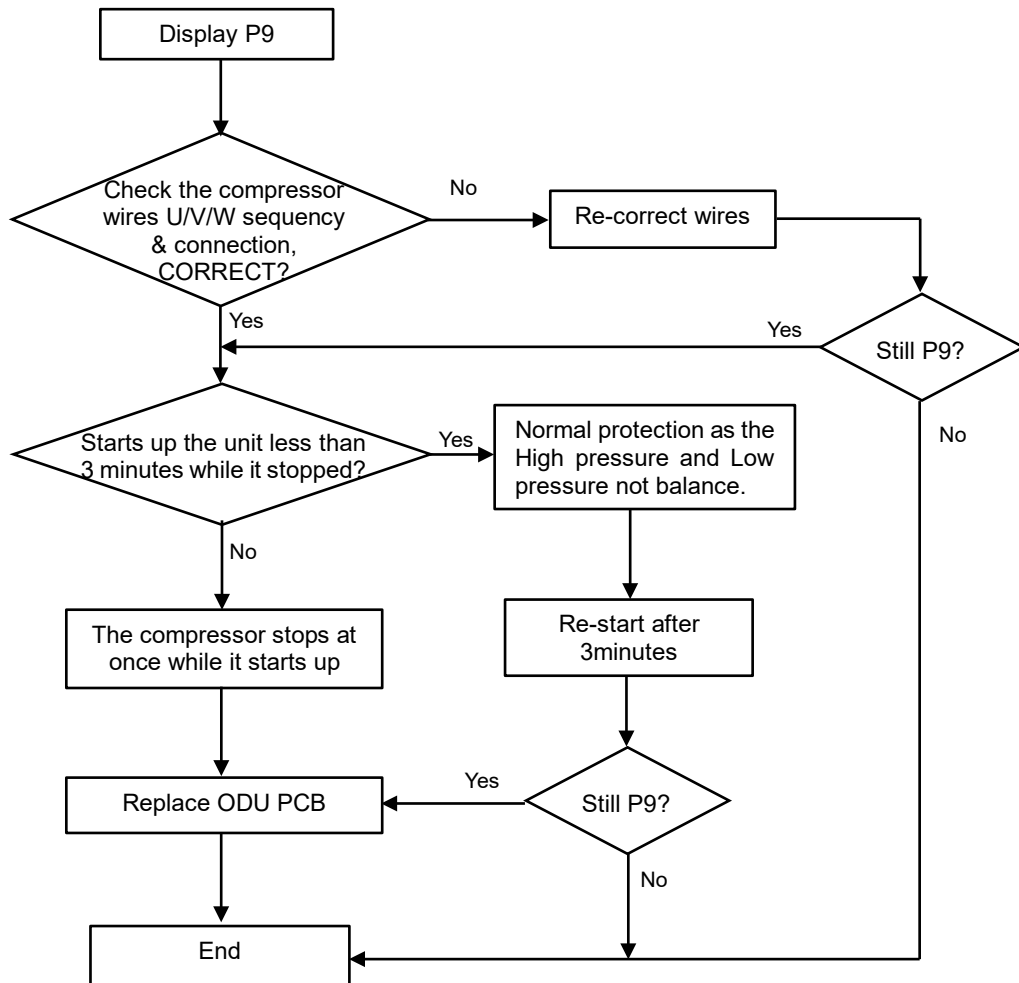 Display P9
Check the compressor
wires U/V/W sequency
& connection,
CORRECT?
No
Re-correct wires
Yes
Yes
Still P9?
No
Starts up the unit less than
3 minutes while it stopped?
Yes
Normal protection as the
High pressure and Low
pressure not balance.
No
The compressor stops at
once while it starts up
Re-start after
3minutes
Replace ODU PCB
Yes
Still P9?
No
End